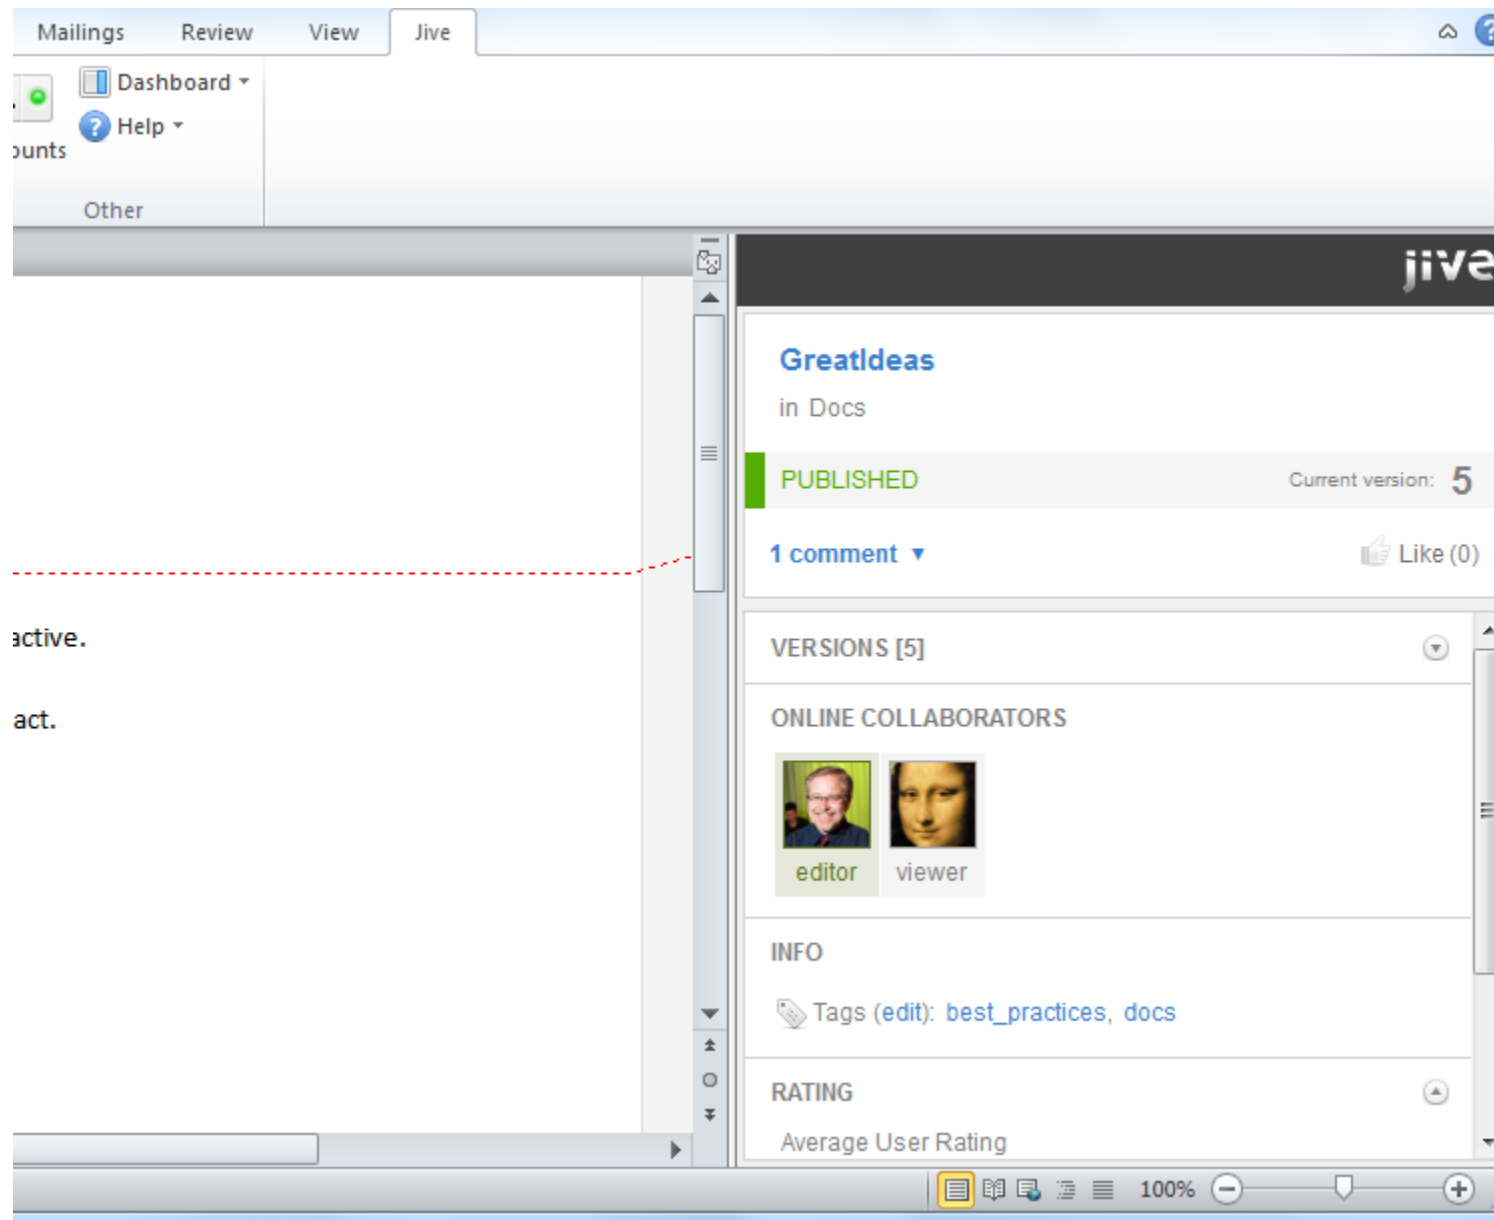 Mailings Review View Jive
Dashboard
Help
ounts
Other
jive
GreatIdeas
in Docs
PUBLISHED Current version: 5
1 comment Like (0)
active.
VERSIONS [5]
act.
ONLINE COLLABORATORS
editor viewer
INFO
Tags (edit): best_practices, docs
RATING
Average User Rating
100%